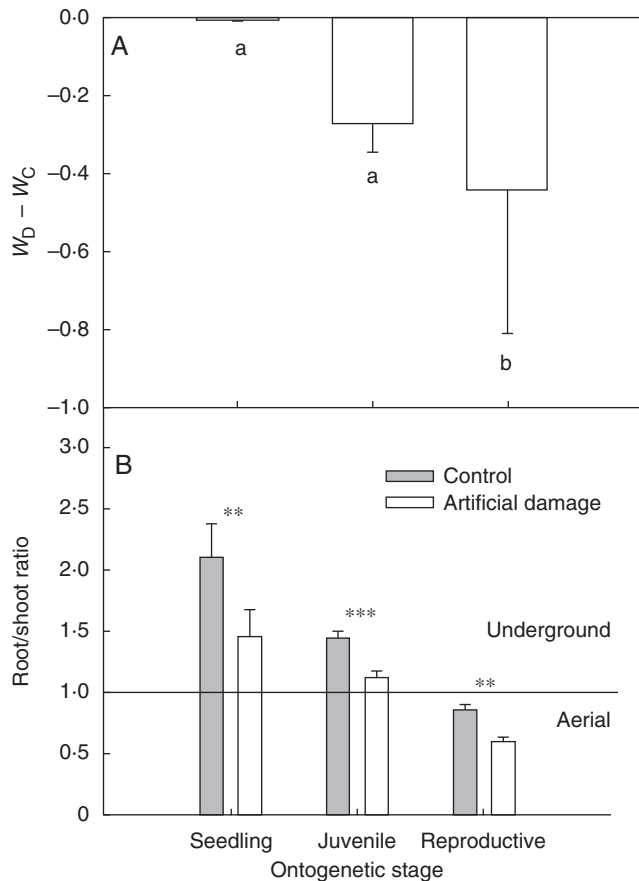 A
0·0
−0·2
−0·4
−0·6
−0·8
−1·0
W_D − W_C
a
a
b
B
3·0
2·5
2·0
1·5
1·0
0·5
0
Root/shoot ratio
Control
Artificial damage
**
***
**
Underground
Aerial
Seedling Juvenile Reproductive
Ontogenetic stage